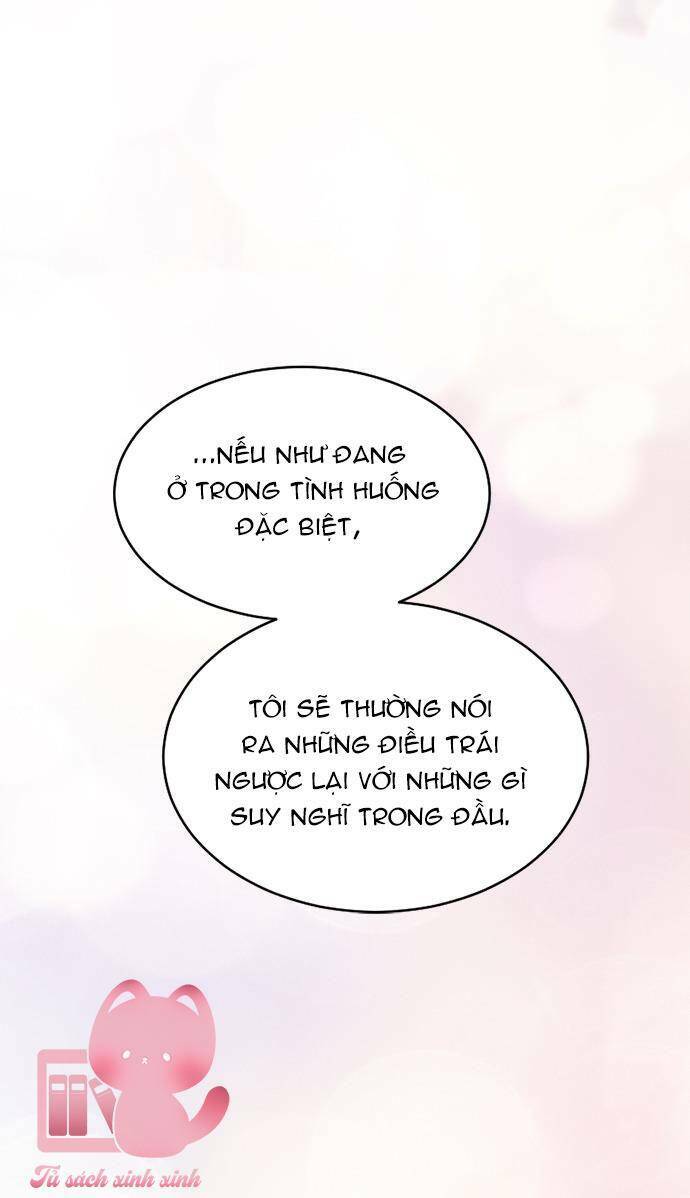 ...NẾU NHƯ ĐANG
Ở TRONG TÌNH HUỐNG
ĐẶC BIỆT,
TÔI SẼ THƯỜNG NÓI
RA NHỮNG ĐIỀU TRÁI
NGƯỢC LẠI VỚI NHỮNG GÌ
SUY NGHĨ TRONG ĐẦU.
Tủ sách xinh xinh